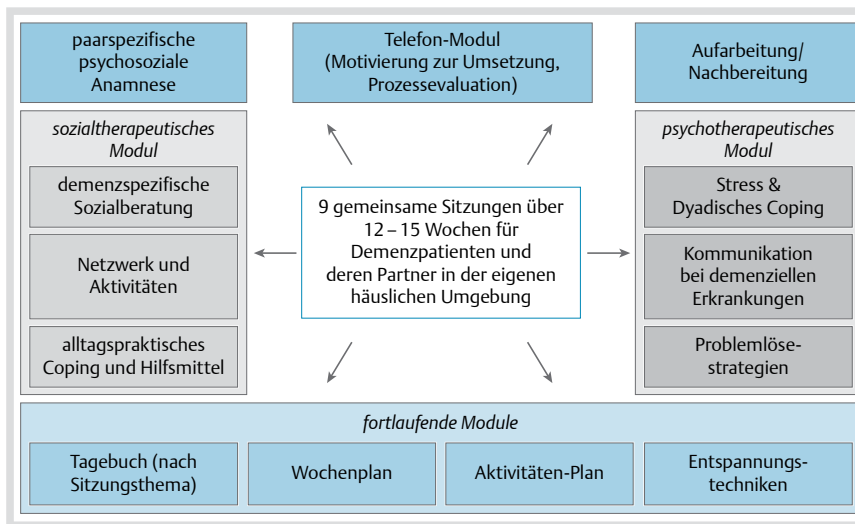 paarspezifische
psychosoziale
Anamnese
Telefon-Modul
(Motivierung zur Umsetzung,
Prozessevaluation)
Aufarbeitung/
Nachbereitung
sozialtherapeutisches
Modul
demenzspezifische
Sozialberatung
Netzwerk und
Aktivitäten
alltagspraktisches
Coping und Hilfsmittel
9 gemeinsame Sitzungen über
12 – 15 Wochen für
Demenzpatienten und
deren Partner in der eigenen
häuslichen Umgebung
psychotherapeutisches
Modul
Stress &
Dyadisches Coping
Kommunikation
bei demenziellen
Erkrankungen
Problemlöse-
strategien
fortlaufende Module
Tagebuch (nach
Sitzungsthema)
Wochenplan
Aktivitäten-Plan
Entspannungs-
techniken